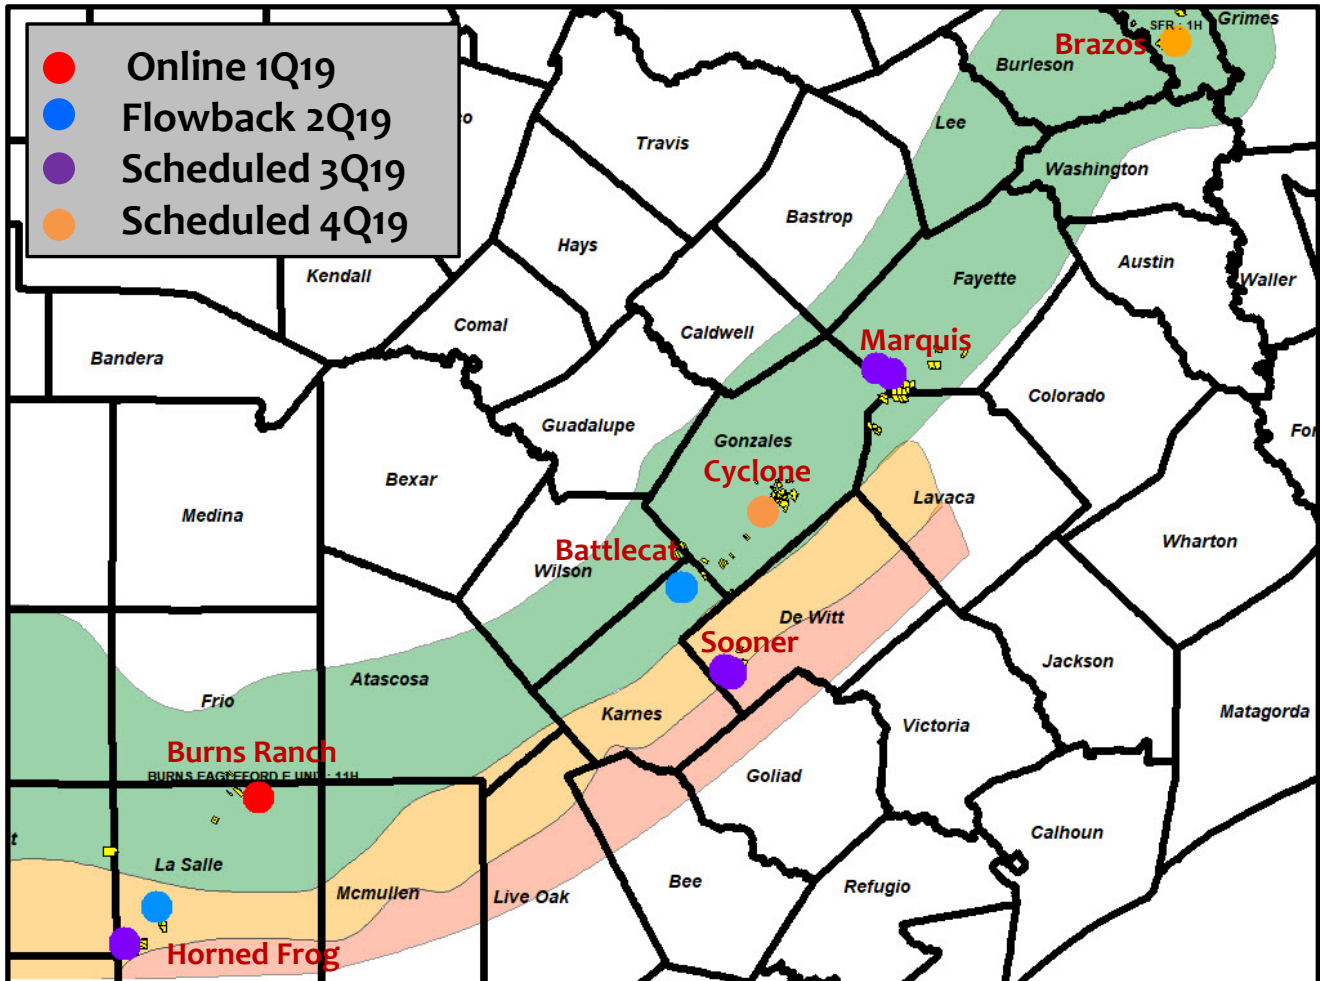 Online 1Q19
Flowback 2Q19
Scheduled 3Q19
Scheduled 4Q19
Grimes
SFR : 1H
Brazos
Burleson
co
Lee
Travis
Washington
Bastrop
Hays
Kendall
Austin
Fayette
Waller
Comal
Caldwell
Marquis
Bandera
Colorado
Guadalupe
Gonzales
For
Cyclone
Bexar
Lavaca
Medina
Wharton
Battlecat
Wilson
De Witt
Sooner
Jackson
Atascosa
Frio
Karnes
Matagorda
Victoria
Burns Ranch
BURNS EAGLEFORD E UNIT : 11H
Goliad
Calhoun
t
La Salle
Bee
Refugio
Mcmullen
Live Oak
Horned Frog